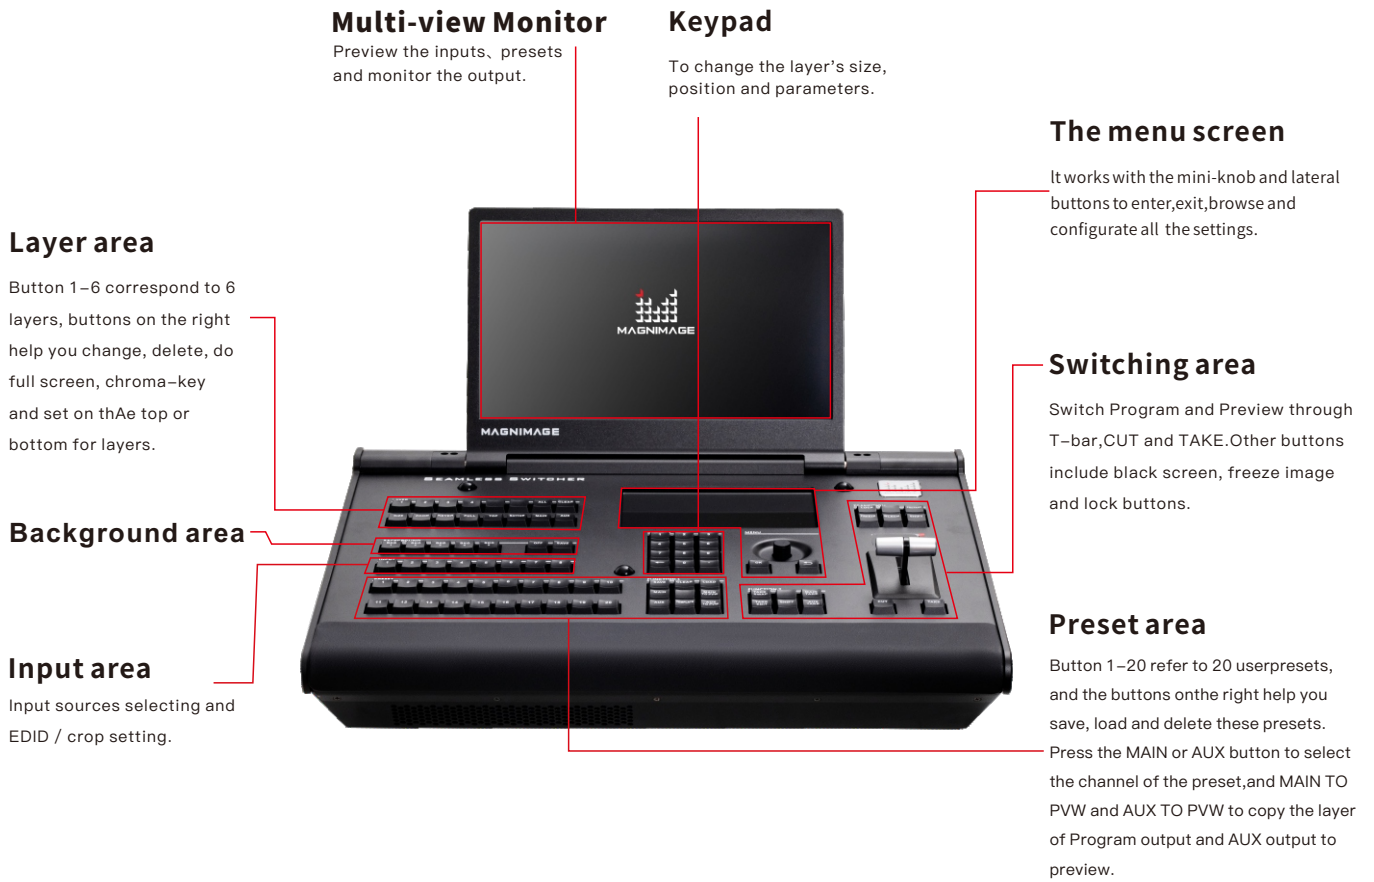 Multi-view Monitor
Preview the inputs、presets
and monitor the output.
Keypad
To change the layer's size,
position and parameters.
The menu screen
It works with the mini-knob and lateral
buttons to enter,exit,browse and
configurate all the settings.
Layer area
Button 1–6 correspond to 6
layers, buttons on the right
help you change, delete, do
full screen, chroma–key
and set on thAe top or
bottom for layers.
Switching area
Switch Program and Preview through
T–bar,CUT and TAKE.Other buttons
include black screen, freeze image
and lock buttons.
Background area
Input area
Input sources selecting and
EDID / crop setting.
Preset area
Button 1–20 refer to 20 userpresets,
and the buttons onthe right help you
save, load and delete these presets.
Press the MAIN or AUX button to select
the channel of the preset,and MAIN TO
PVW and AUX TO PVW to copy the layer
of Program output and AUX output to
preview.
MAGNIMAGE
MAGNIMAGE
SEAMLESS SWITCHER
MENU